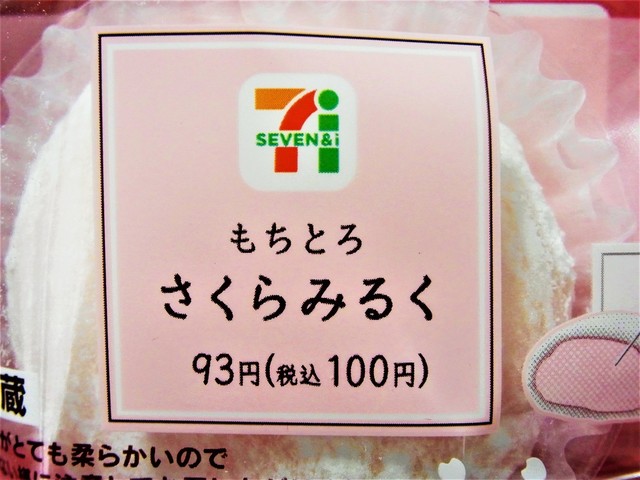 SEVEN&i
もちとろ
さくらみるく
93円(税込100円)
蔵
がとても柔らかいので